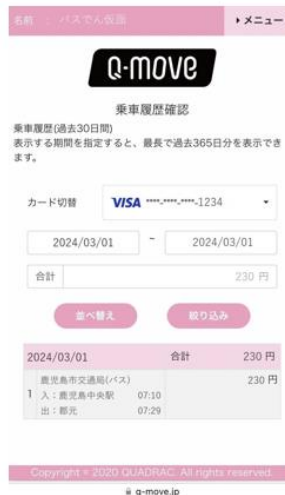 名前 : バスでん仮面
メニュー
Q-move
乗車履歴確認
乗車履歴(過去30日間)
表示する期間を指定すると、最長で過去365日分を表示でき
ます。
カード切替 VISA ****-****-****-1234
2024/03/01 ~ 2024/03/01
合計 230 円
並べ替え 絞り込み
2024/03/01 合計 230 円
鹿児島市交通局(バス) 230 円
1 入:鹿児島中央駅 07:10
出:郡元 07:29
Copyright © 2020 QUADRAC. All rights reserved.
q-move.jp